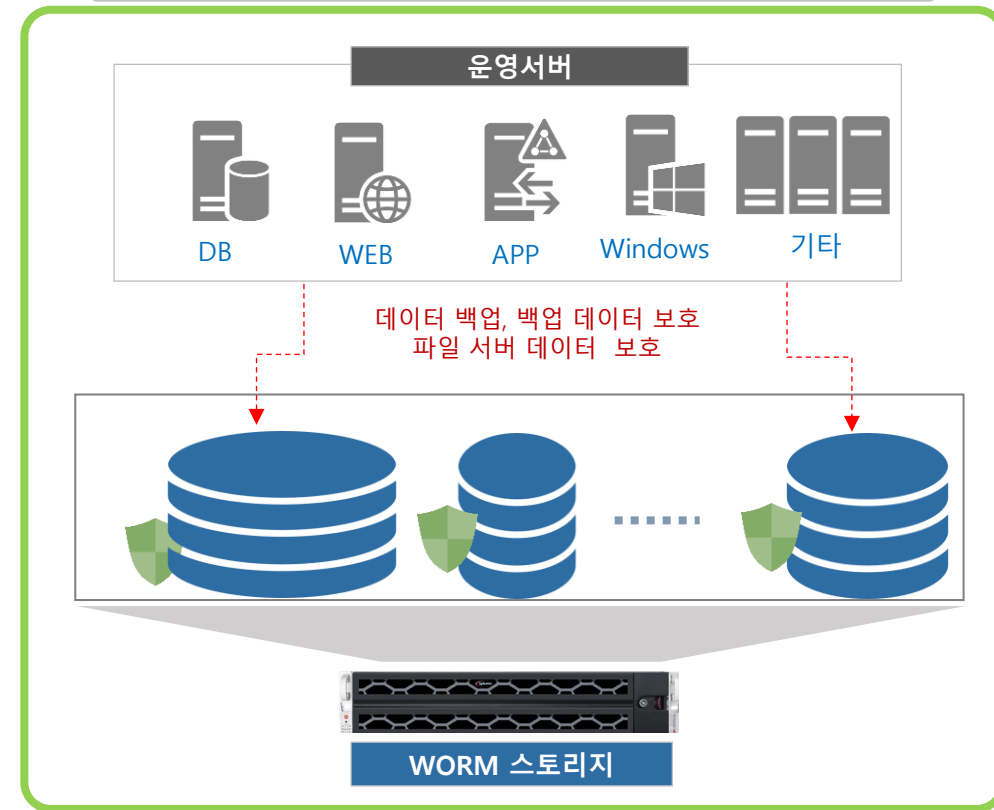 운영서버
DB
WEB
APP
Windows
기타
데이터 백업, 백업 데이터 보호
파일 서버 데이터 보호
WORM 스토리지